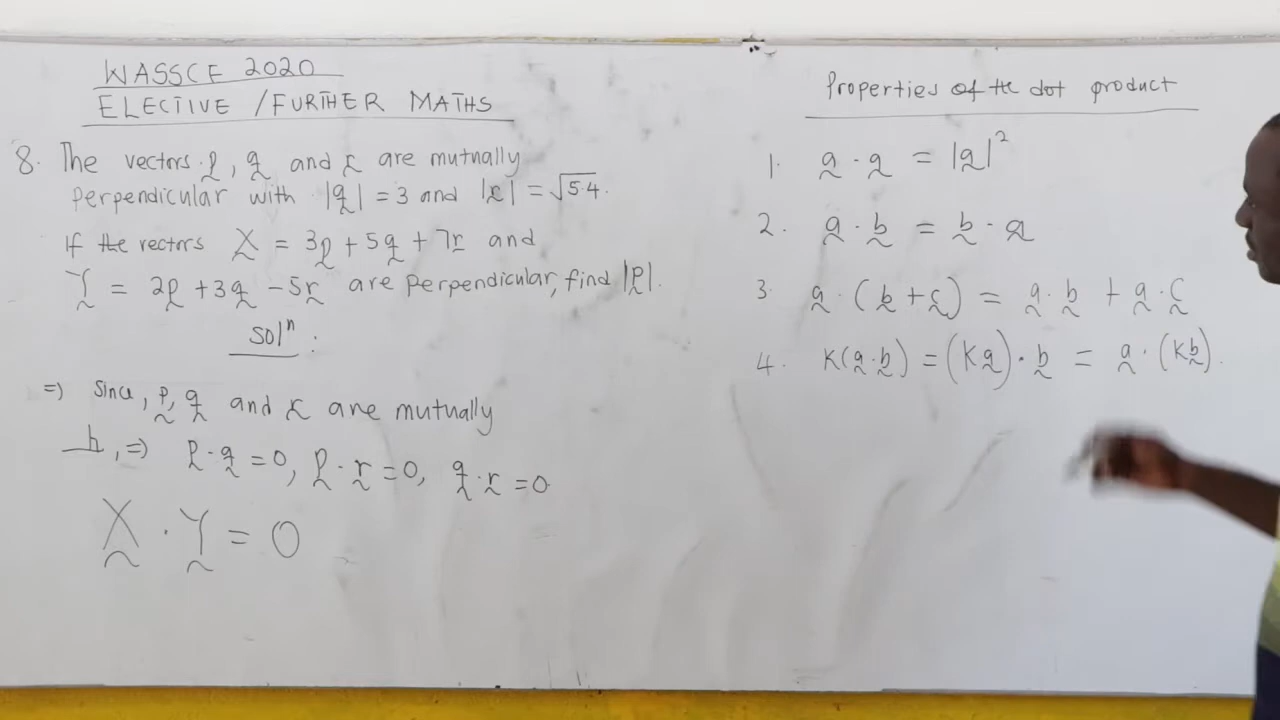 WASSCE 2020
ELECTIVE / FURTHER MATHS
8. The vectors p, q and r are mutually
perpendicular with |q| = 3 and |r| = √5.4.
If the vectors X = 3p + 5q + 7r and
Y = 2p + 3q - 5r are perpendicular, find |p|.
Solⁿ :
=) Since, p, q and r are mutually
h, =) p·q = 0, p·r = 0, q·r = 0
X · Y = 0
Properties of the dot product
1. a · a = |a|²
2. a · b = b · a
3. a · (b + c) = a · b + a · c
4. K(a · b) = (Ka) · b = a · (Kb).